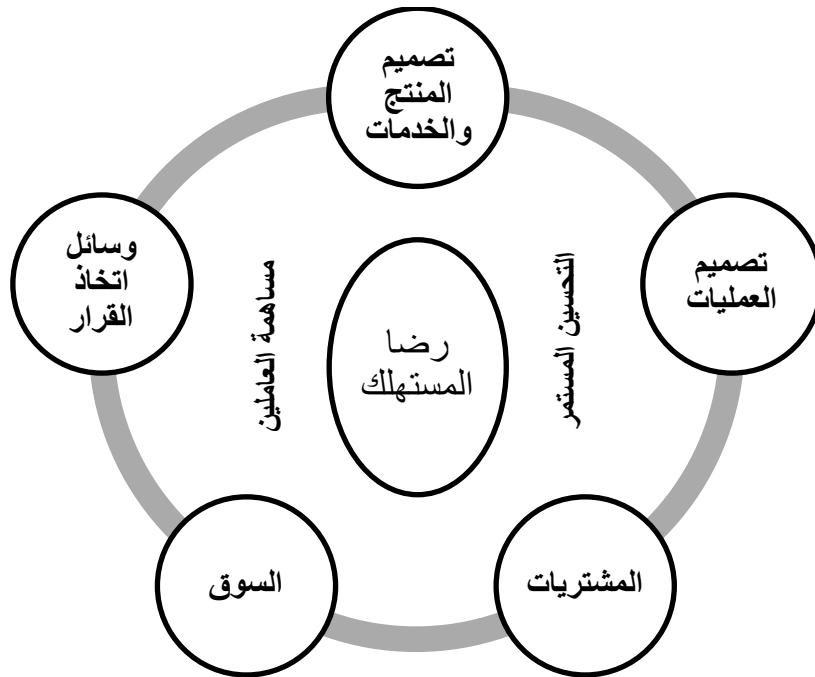 تصميم
المنتج
والخدمات
وسائل
اتخاذ
القرار
تصميم
العمليات
مساهمة العاملين
التحسين المستمر
رضا
المستهلك
السوق
المشتريات